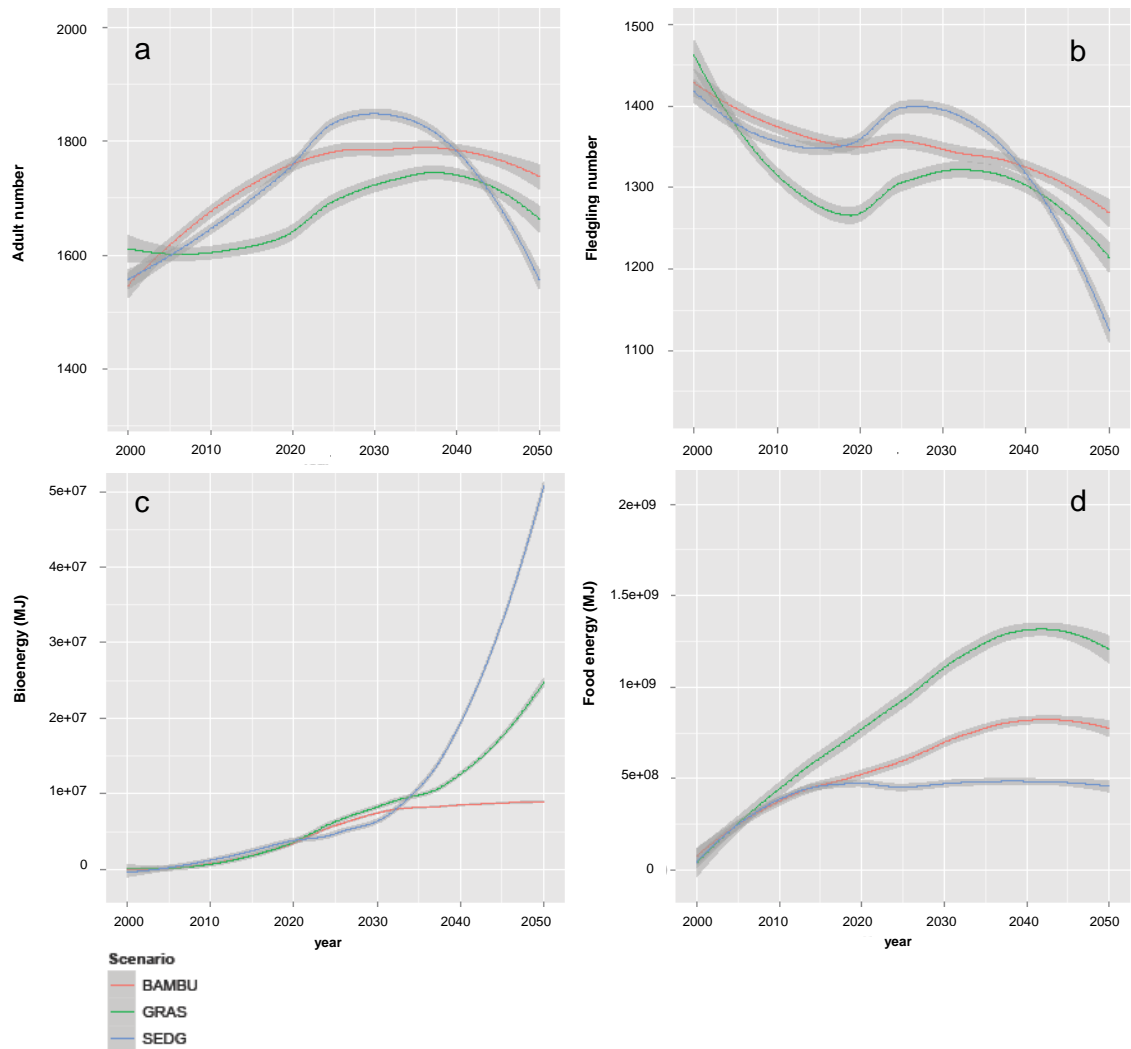 a
2000
1800
1600
1400
Adult number
2000 2010 2020 2030 2040 2050
b
1500
1400
1300
1200
1100
Fledgling number
2000 2010 2020 2030 2040 2050
c
5e+07
4e+07
3e+07
2e+07
1e+07
0
Bioenergy (MJ)
2000 2010 2020 2030 2040 2050
year
d
2e+09
1.5e+09
1e+09
5e+08
0
Food energy (MJ)
2000 2010 2020 2030 2040 2050
year
Scenario
BAMBU
GRAS
SEDG